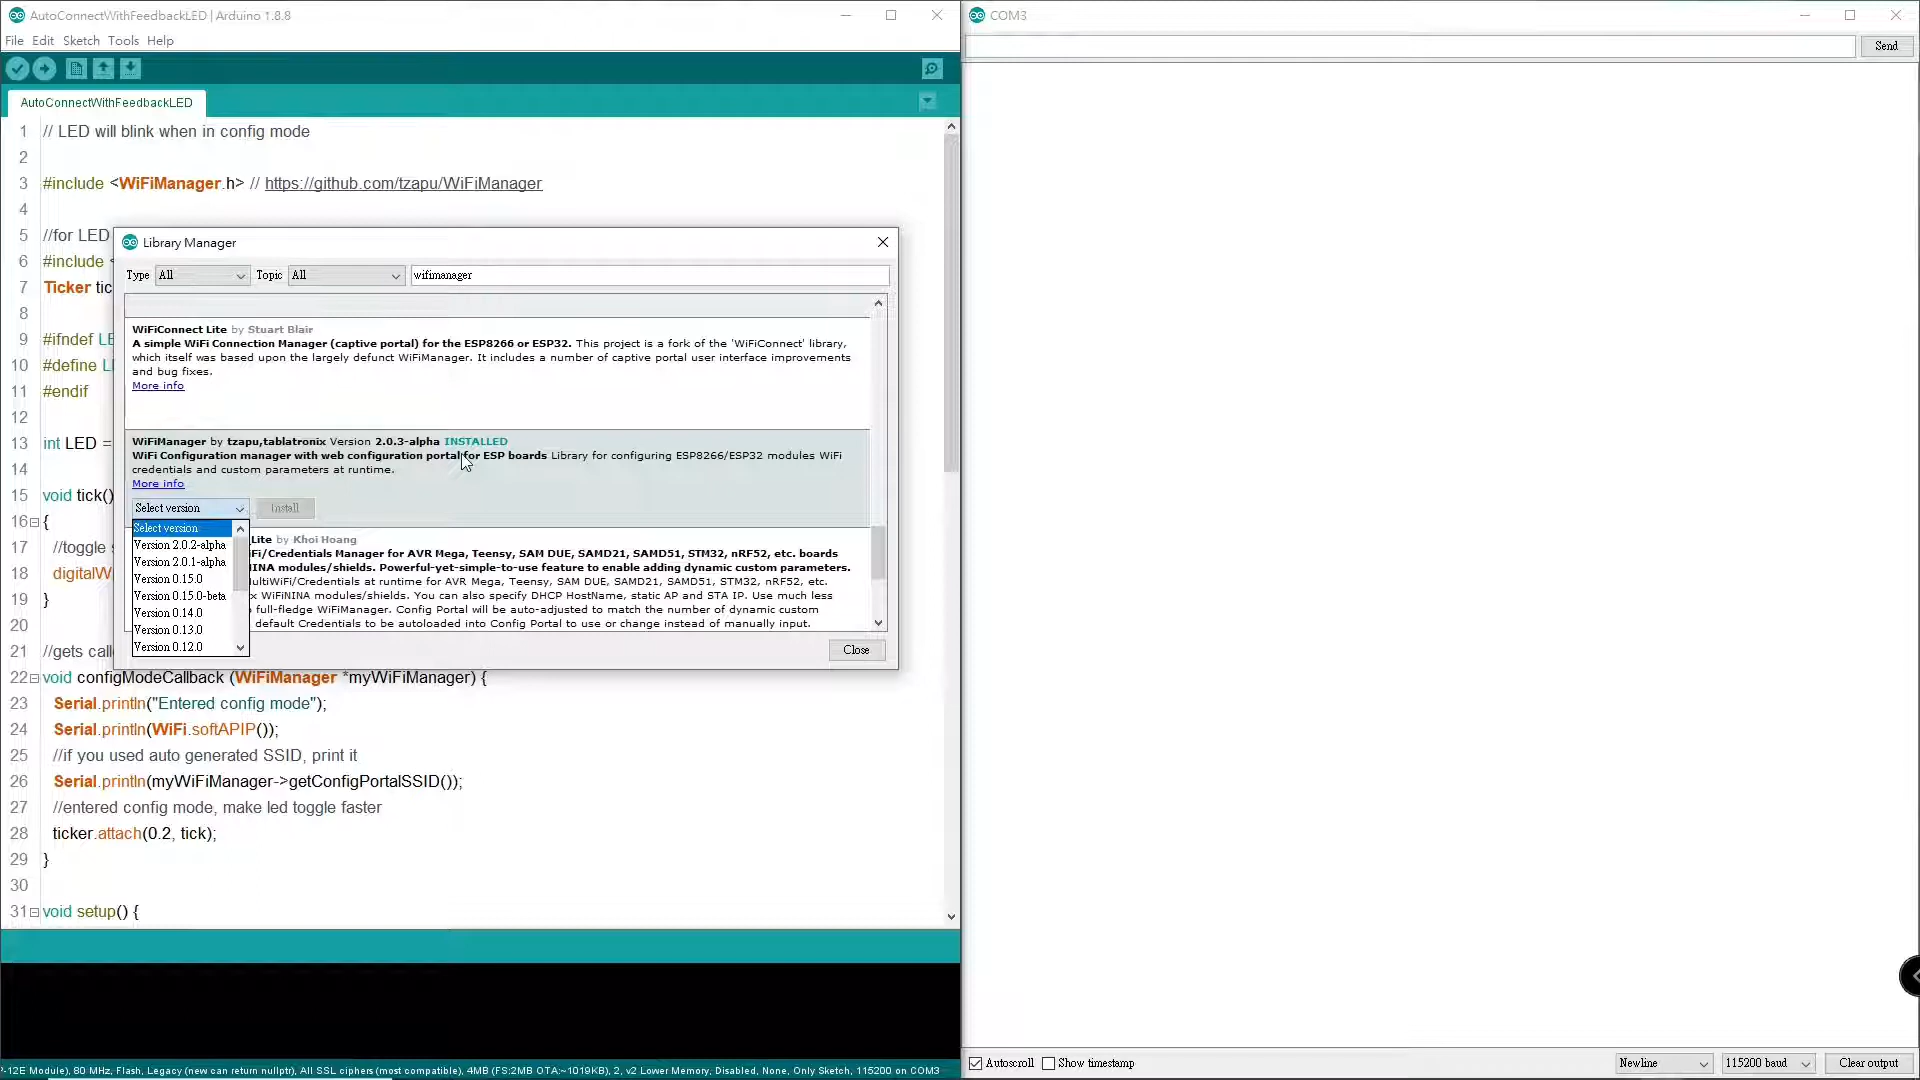 AutoConnectWithFeedbackLED | Arduino 1.8.8
File Edit Sketch Tools Help
AutoConnectWithFeedbackLED
1 // LED will blink when in config mode
2
3 #include <WiFiManager.h> // https://github.com/tzapu/WiFiManager
4
5 //for LED
6 #include <
7 Ticker tic
8
9 #ifndef LE
10 #define L
11 #endif
12
13 int LED =
14
15 void tick()
16 {
17 //toggle s
18 digitalW
19 }
20
21 //gets call
22 void configModeCallback (WiFiManager *myWiFiManager) {
23 Serial.println("Entered config mode");
24 Serial.println(WiFi.softAPIP());
25 //if you used auto generated SSID, print it
26 Serial.println(myWiFiManager->getConfigPortalSSID());
27 //entered config mode, make led toggle faster
28 ticker.attach(0.2, tick);
29 }
30
31 void setup() {
Library Manager
Type All Topic All wifimanager
WiFiConnect Lite by Stuart Blair
A simple WiFi Connection Manager (captive portal) for the ESP8266 or ESP32. This project is a fork of the 'WiFiConnect' library,
which itself was based upon the largely defunct WiFiManager. It includes a number of captive portal user interface improvements
and bug fixes.
More info
WiFiManager by tzapu,tablatronix Version 2.0.3-alpha INSTALLED
WiFi Configuration manager with web configuration portal for ESP boards Library for configuring ESP8266/ESP32 modules WiFi
credentials and custom parameters at runtime.
More info
Select version Install
Select version
Version 2.0.2-alpha
Version 2.0.1-alpha
Version 0.15.0
Version 0.15.0-beta
Version 0.14.0
Version 0.13.0
Version 0.12.0
Lite by Khoi Hoang
Fi/Credentials Manager for AVR Mega, Teensy, SAM DUE, SAMD21, SAMD51, STM32, nRF52, etc. boards
NINA modules/shields. Powerful-yet-simple-to-use feature to enable adding dynamic custom parameters.
ultiWiFi/Credentials at runtime for AVR Mega, Teensy, SAM DUE, SAMD21, SAMD51, STM32, nRF52, etc.
x WiFiNINA modules/shields. You can also specify DHCP HostName, static AP and STA IP. Use much less
full-fledge WiFiManager. Config Portal will be auto-adjusted to match the number of dynamic custom
default Credentials to be autoloaded into Config Portal to use or change instead of manually input.
Close
-12E Module), 80 MHz, Flash, Legacy (new can return nullptr), All SSL ciphers (most compatible), 4MB (FS:2MB OTA:~1019KB), 2, v2 Lower Memory, Disabled, None, Only Sketch, 115200 on COM3
COM3
Send
Autoscroll Show timestamp Newline 115200 baud Clear output